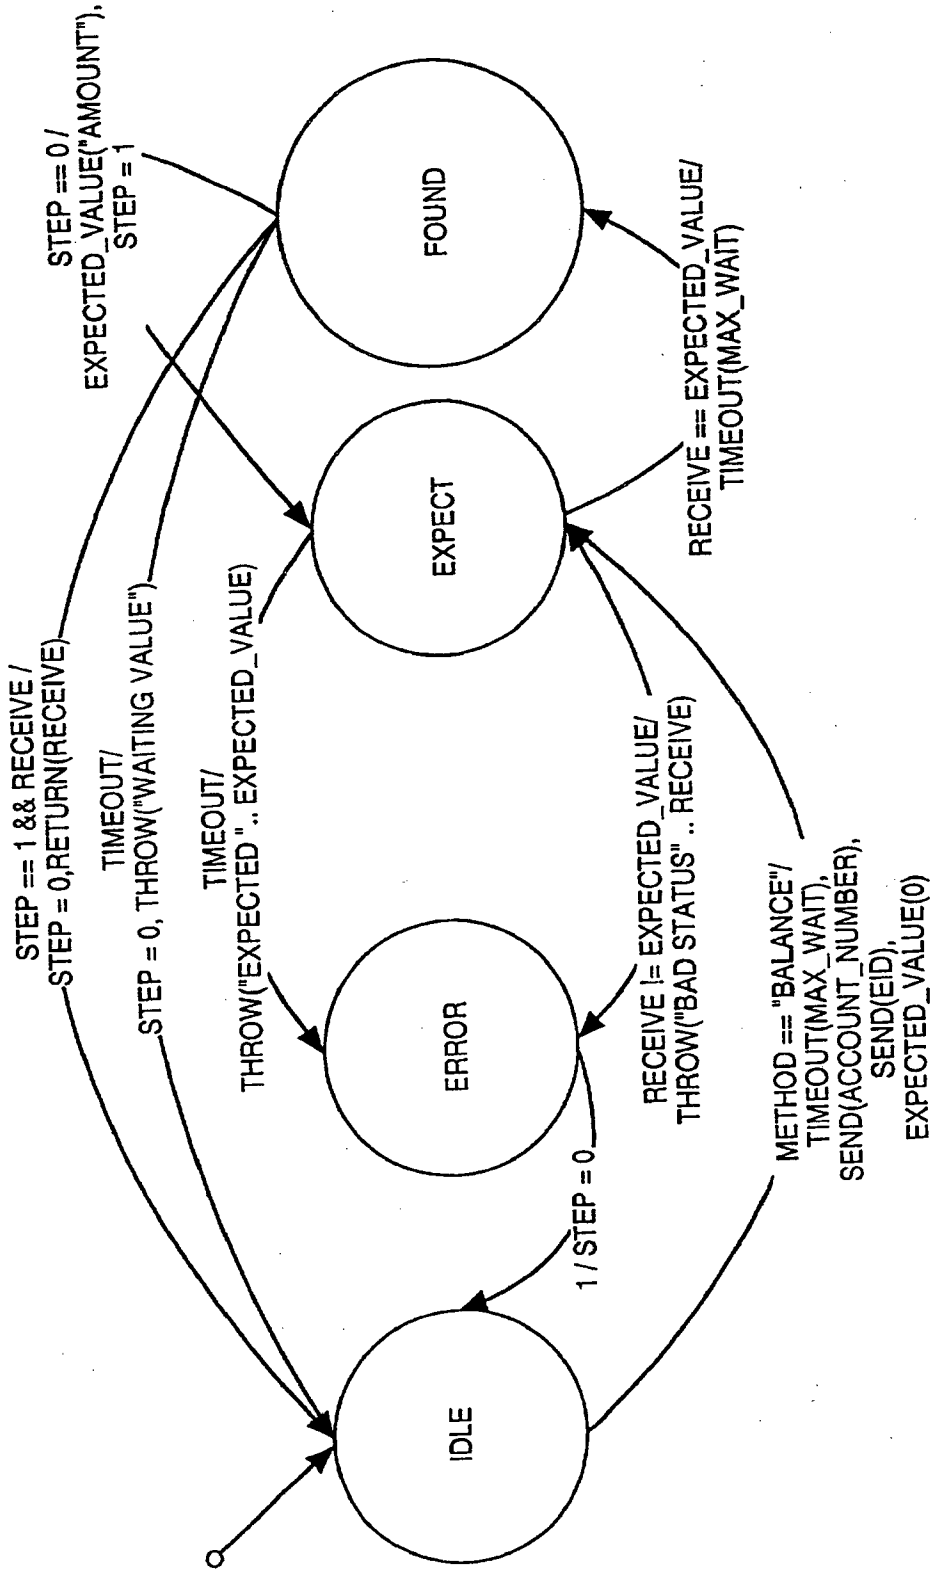 STEP == 1 && RECEIVE /
STEP = 0,RETURN(RECEIVE)
TIMEOUT/
STEP = 0, THROW("WAITING VALUE")
STEP == 0 /
EXPECTED_VALUE("AMOUNT"),
STEP = 1
TIMEOUT/
THROW("EXPECTED ".. EXPECTED_VALUE)
IDLE
ERROR
EXPECT
FOUND
1 / STEP = 0
RECEIVE != EXPECTED_VALUE/
THROW("BAD STATUS" .. RECEIVE)
RECEIVE == EXPECTED_VALUE/
TIMEOUT(MAX_WAIT)
METHOD == "BALANCE"/
TIMEOUT(MAX_WAIT),
SEND(ACCOUNT_NUMBER),
SEND(EID),
EXPECTED_VALUE(0)